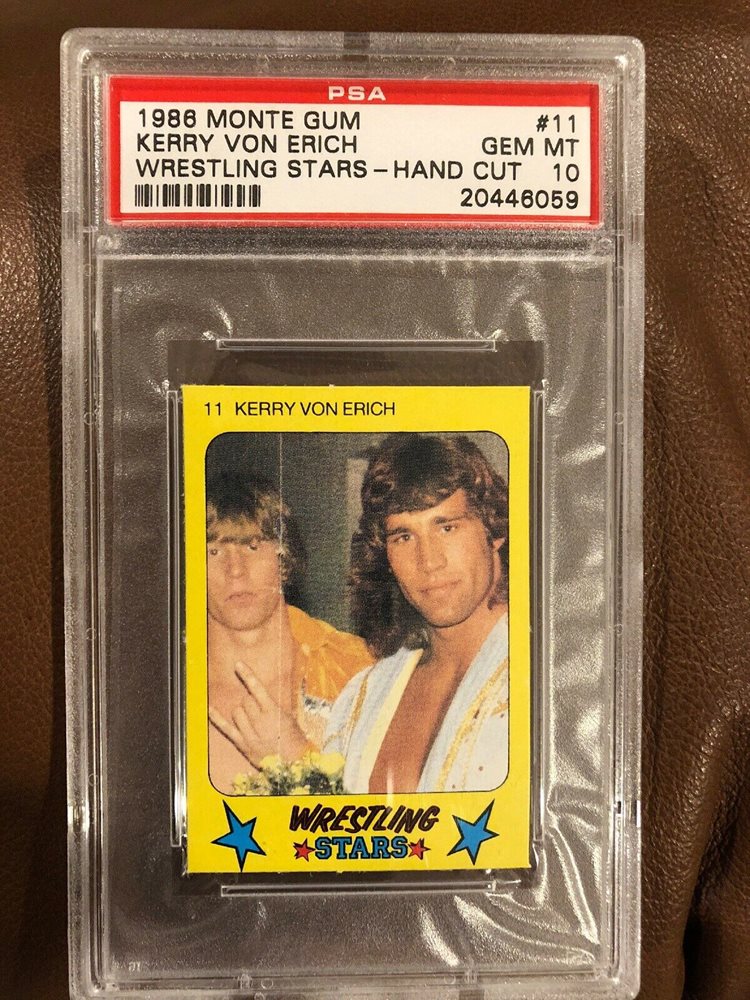 PSA
1986 MONTE GUM #11
KERRY VON ERICH GEM MT
WRESTLING STARS - HAND CUT 10
20446059
11 KERRY VON ERICH
WRESTLING
STARS